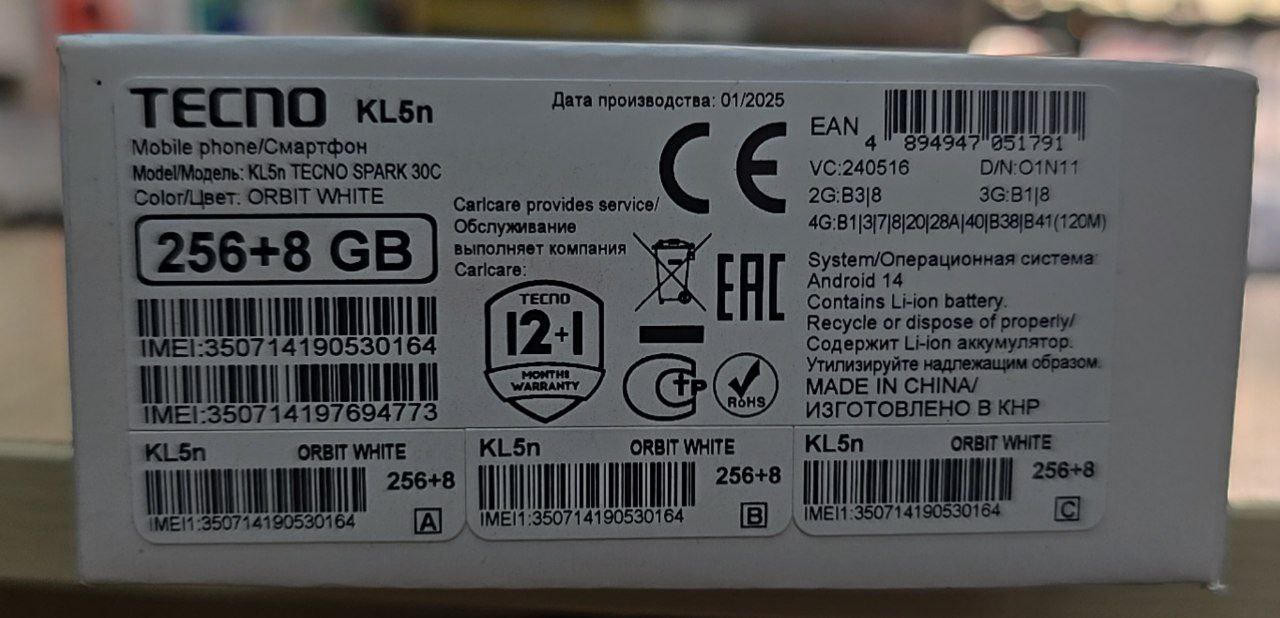 TECNO KL5n
Mobile phone/Смартфон
Model/Модель: KL5n TECNO SPARK 30C
Color/Цвет: ORBIT WHITE
256+8 GB
IMEI:350714190530164
IMEI:350714197694773
Дата производства: 01/2025
CE
Carlcare provides service/
Обслуживание
выполняет компания
Carlcare:
TECNO
12+1
MONTHS
WARRANTY
EAC
CTP
RoHS
EAN 4 894947 051791
VC:240516 D/N:O1N11
2G:B3|8 3G:B1|8
4G:B1|3|7|8|20|28A|40|B38|B41(120M)
System/Операционная система:
Android 14
Contains Li-ion battery.
Recycle or dispose of properly/
Содержит Li-ion аккумулятор.
Утилизируйте надлежащим образом.
MADE IN CHINA/
ИЗГОТОВЛЕНО В КНР
KL5n ORBIT WHITE
256+8
IMEI1:350714190530164 A
KL5n ORBIT WHITE
256+8
IMEI1:350714190530164 B
KL5n ORBIT WHITE
256+8
IMEI1:350714190530164 C